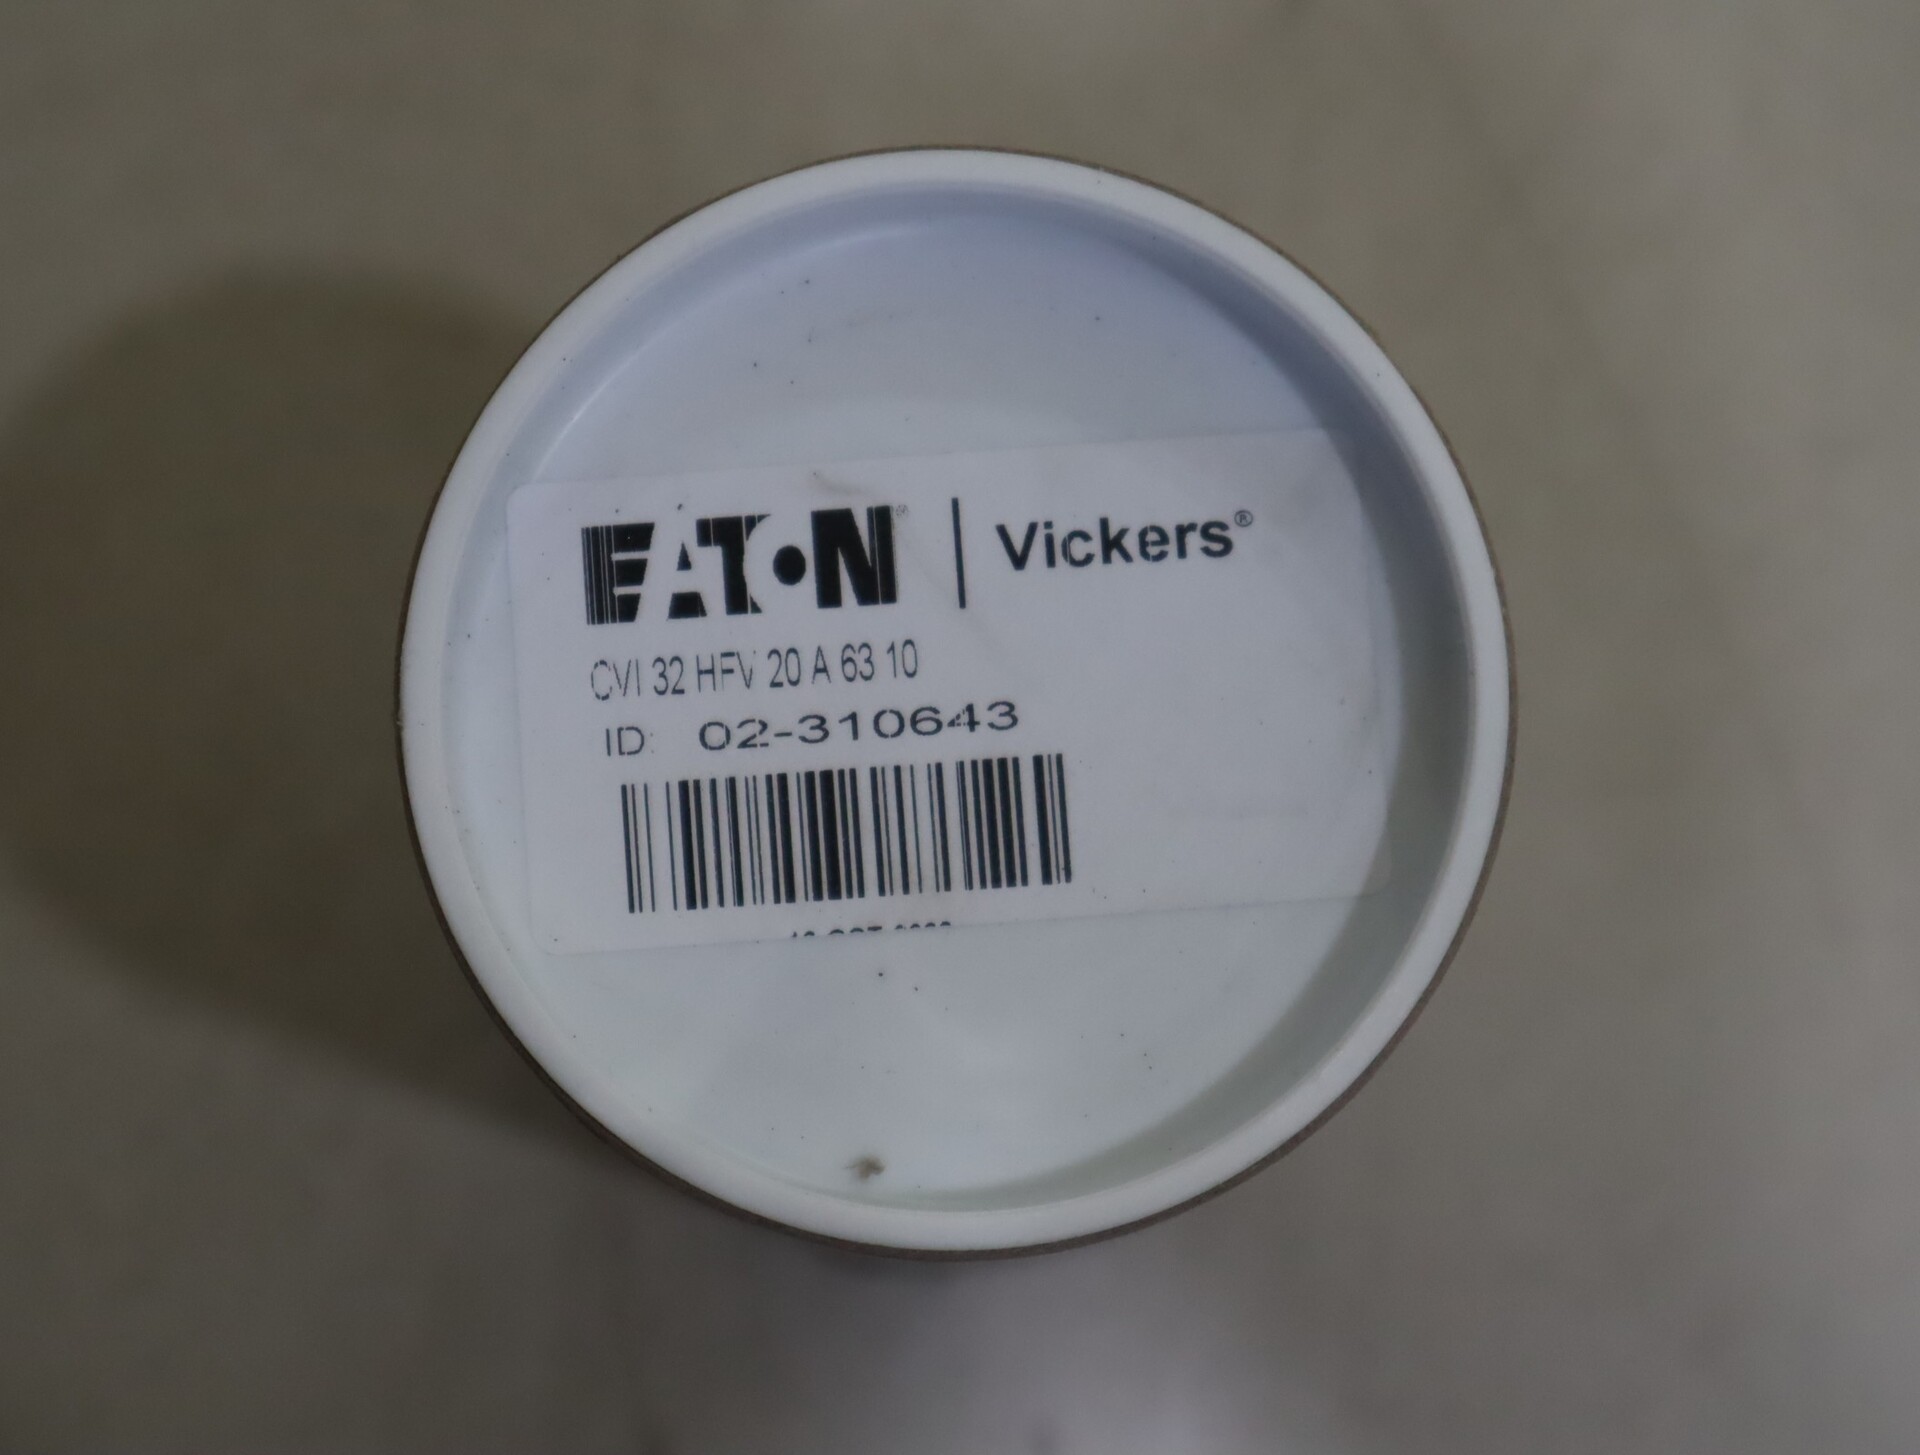 EATON® | Vickers®
CVI 32 HFV 20 A 63 10
ID: 02-310643